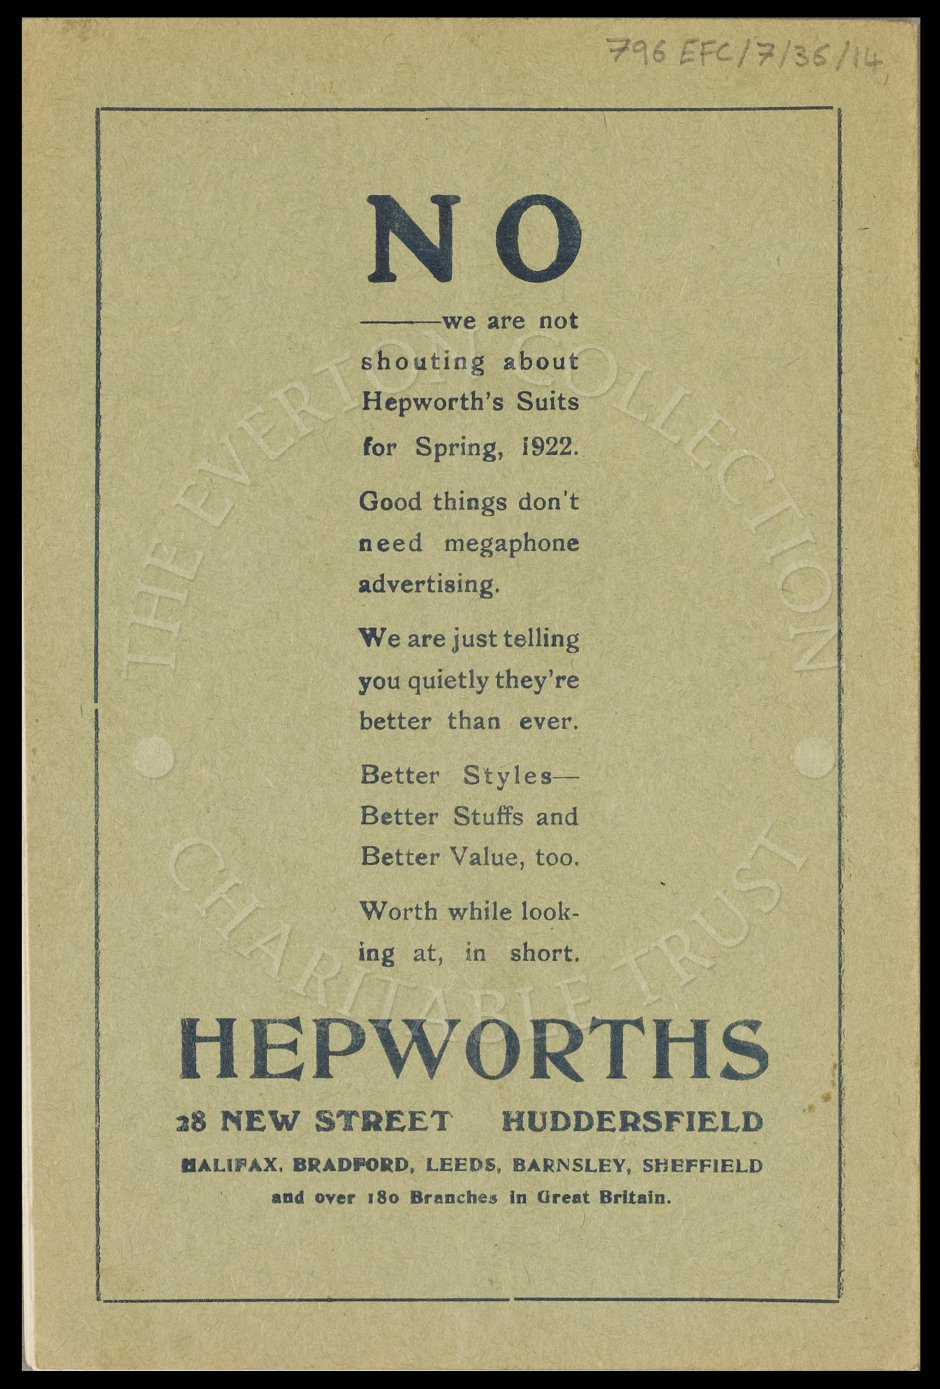 796 EFC/7/36/14
NO
——we are not
shouting about
Hepworth's Suits
for Spring, 1922.
Good things don't
need megaphone
advertising.
We are just telling
you quietly they're
better than ever.
Better Styles—
Better Stuffs and
Better Value, too.
Worth while look-
ing at, in short.
HEPWORTHS
28 NEW STREET HUDDERSFIELD
HALIFAX, BRADFORD, LEEDS, BARNSLEY, SHEFFIELD
and over 180 Branches in Great Britain.
THE EVERTON COLLECTION
CHARITABLE TRUST